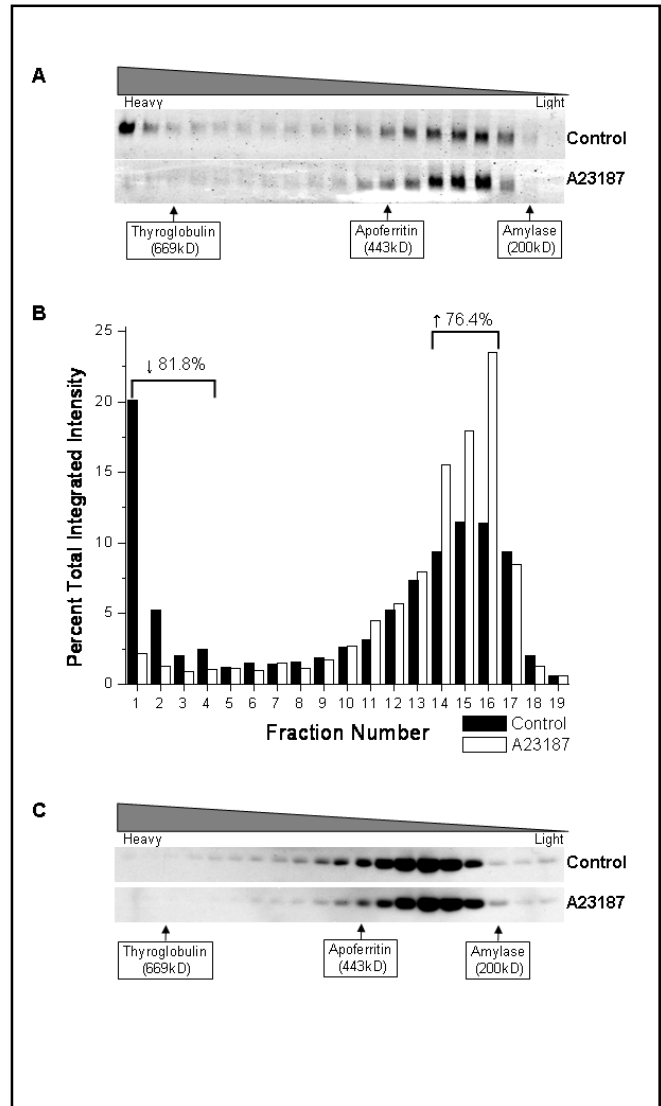 A
Heavy Light
Control
A23187
Thyroglobulin
(669kD)
Apoferritin
(443kD)
Amylase
(200kD)
B
↓ 81.8%
↑ 76.4%
Percent Total Integrated Intensity
25
20
15
10
5
0
1 2 3 4 5 6 7 8 9 10 11 12 13 14 15 16 17 18 19
Fraction Number
Control
A23187
C
Heavy Light
Control
A23187
Thyroglobulin
(669kD)
Apoferritin
(443kD)
Amylase
(200kD)